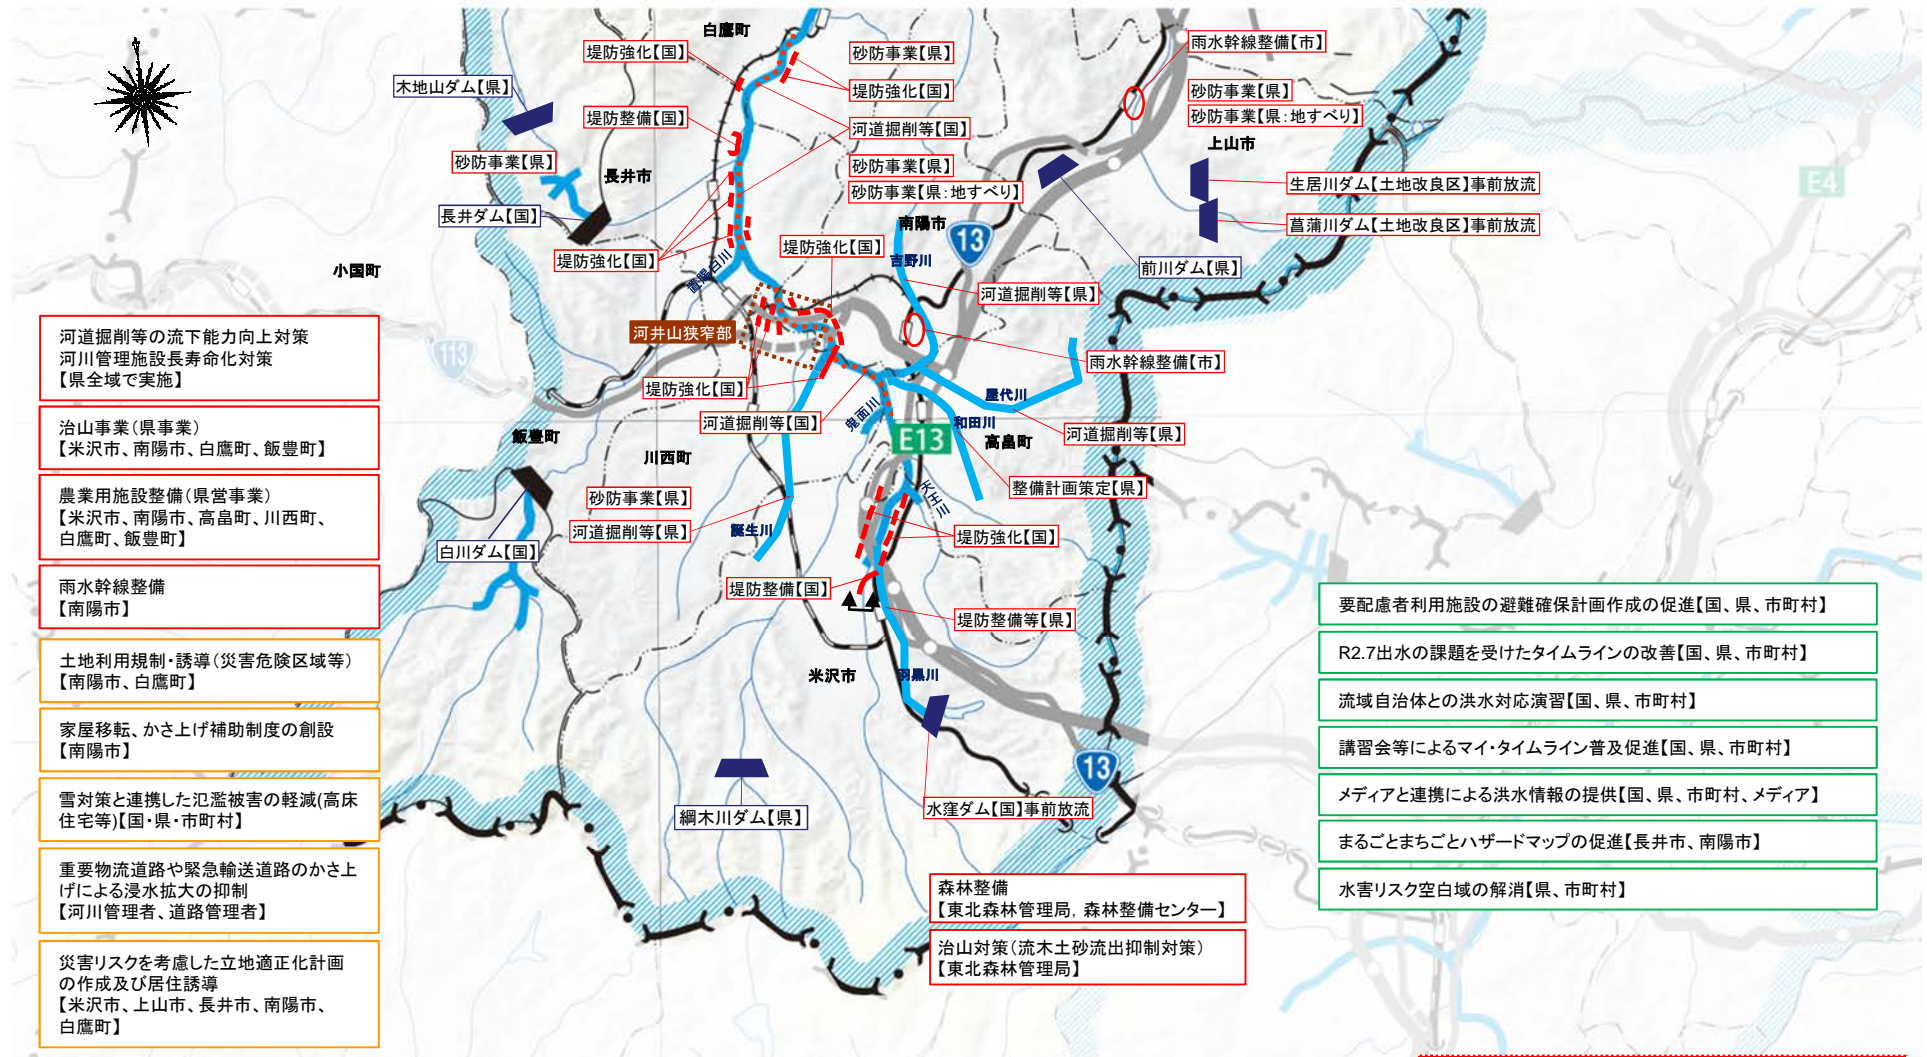 白鷹町
堤防強化【国】
砂防事業【県】
雨水幹線整備【市】
木地山ダム【県】
堤防強化【国】
砂防事業【県】
堤防整備【国】
河道掘削等【国】
砂防事業【県:地すべり】
上山市
砂防事業【県】
長井市
砂防事業【県】
砂防事業【県:地すべり】
生居川ダム【土地改良区】事前放流
E4
長井ダム【国】
南陽市
13
菖蒲川ダム【土地改良区】事前放流
堤防強化【国】
堤防強化【国】
吉野川
前川ダム【県】
小国町
置賜白川
河道掘削等【県】
河井山狭窄部
113
雨水幹線整備【市】
堤防強化【国】
屋代川
河道掘削等【国】
鬼面川
和田川
河道掘削等【県】
飯豊町
E13
高畠町
川西町
砂防事業【県】
整備計画策定【県】
天王川
河道掘削等【県】
誕生川
堤防強化【国】
白川ダム【国】
堤防整備【国】
堤防整備等【県】
米沢市
羽黒川
13
綱木川ダム【県】
水窪ダム【国】事前放流
河道掘削等の流下能力向上対策
河川管理施設長寿命化対策
【県全域で実施】
治山事業(県事業)
【米沢市、南陽市、白鷹町、飯豊町】
農業用施設整備(県営事業)
【米沢市、南陽市、高畠町、川西町、
白鷹町、飯豊町】
雨水幹線整備
【南陽市】
土地利用規制・誘導(災害危険区域等)
【南陽市、白鷹町】
家屋移転、かさ上げ補助制度の創設
【南陽市】
雪対策と連携した氾濫被害の軽減(高床
住宅等)【国・県・市町村】
重要物流道路や緊急輸送道路のかさ上
げによる浸水拡大の抑制
【河川管理者、道路管理者】
災害リスクを考慮した立地適正化計画
の作成及び居住誘導
【米沢市、上山市、長井市、南陽市、
白鷹町】
森林整備
【東北森林管理局, 森林整備センター】
治山対策(流木土砂流出抑制対策)
【東北森林管理局】
要配慮者利用施設の避難確保計画作成の促進【国、県、市町村】
R2.7出水の課題を受けたタイムラインの改善【国、県、市町村】
流域自治体との洪水対応演習【国、県、市町村】
講習会等によるマイ・タイムライン普及促進【国、県、市町村】
メディアと連携による洪水情報の提供【国、県、市町村、メディア】
まるごとまちごとハザードマップの促進【長井市、南陽市】
水害リスク空白域の解消【県、市町村】